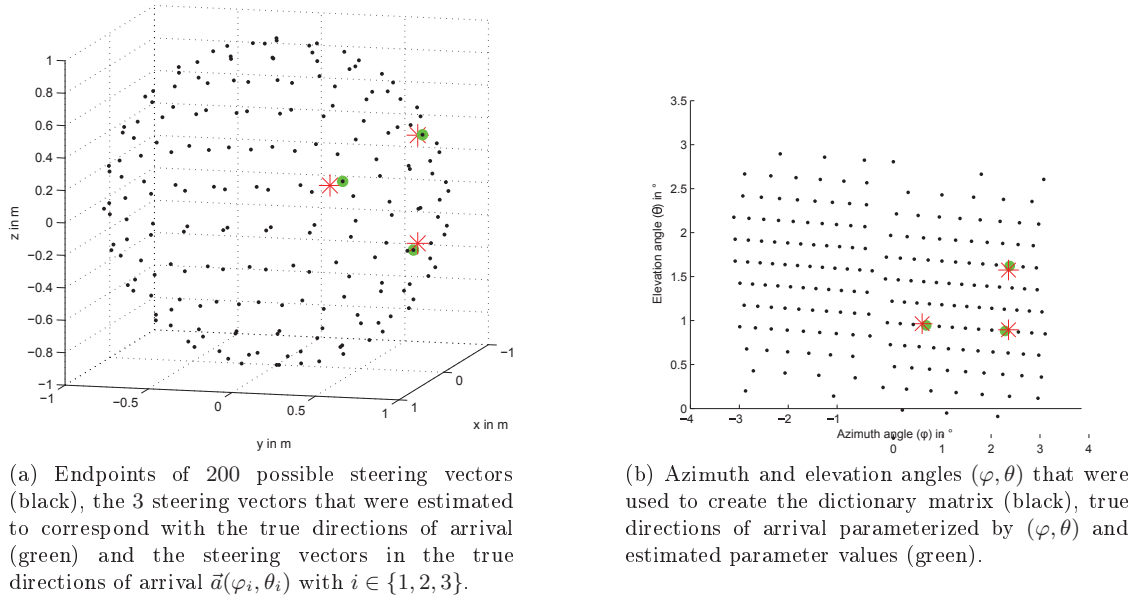 1
0.8
0.6
0.4
0.2
0
−0.2
−0.4
−0.6
−0.8
−1
z in m
−1
−0.5
0
0.5
1
y in m
1
0
−1
x in m
3.5
3
2.5
2
1.5
1
0.5
0
Elevation angle (Θ) in °
−4
−3
−2
−1
0
1
2
3
4
Azimuth angle (φ) in °
(a) Endpoints of 200 possible steering vectors
(black), the 3 steering vectors that were estimated
to correspond with the true directions of arrival
(green) and the steering vectors in the true
directions of arrival a⃗(φᵢ, θᵢ) with i ∈ {1, 2, 3}.
(b) Azimuth and elevation angles (φ, θ) that were
used to create the dictionary matrix (black), true
directions of arrival parameterized by (φ, θ) and
estimated parameter values (green).